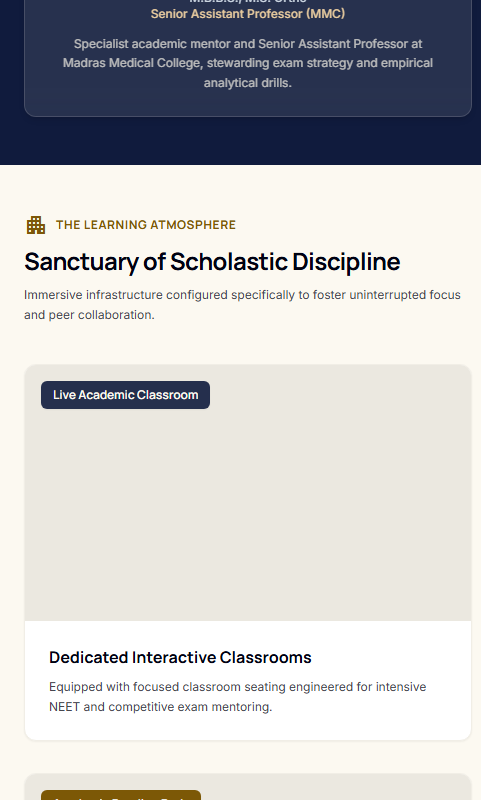 Senior Assistant Professor (MMC)
Specialist academic mentor and Senior Assistant Professor at
Madras Medical College, stewarding exam strategy and empirical
analytical drills.
THE LEARNING ATMOSPHERE
Sanctuary of Scholastic Discipline
Immersive infrastructure configured specifically to foster uninterrupted focus
and peer collaboration.
Live Academic Classroom
Dedicated Interactive Classrooms
Equipped with focused classroom seating engineered for intensive
NEET and competitive exam mentoring.